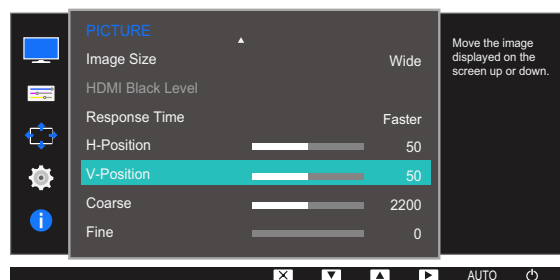 PICTURE
Image Size Wide
HDMI Black Level
Response Time Faster
H-Position 50
V-Position 50
Coarse 2200
Fine 0
Move the image
displayed on the
screen up or down.
AUTO